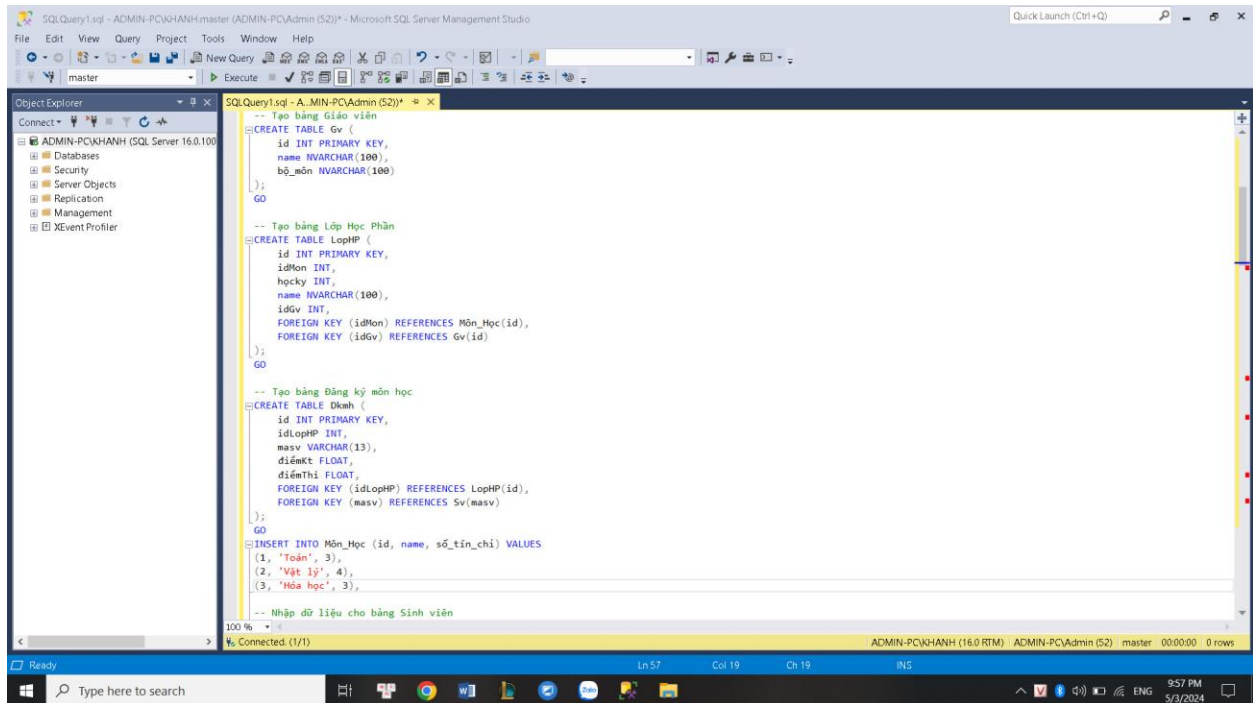 SQLQuery1.sql - ADMIN-PC\KHANH.master (ADMIN-PC\Admin (52))* - Microsoft SQL Server Management Studio
Quick Launch (Ctrl+Q)
File Edit View Query Project Tools Window Help
New Query
master
Execute
Object Explorer
SQLQuery1.sql - A...MIN-PC\Admin (52))*
Connect
ADMIN-PC\KHANH (SQL Server 16.0.100
Databases
Security
Server Objects
Replication
Management
XEvent Profiler
-- Tạo bảng Giáo viên
CREATE TABLE Gv (
id INT PRIMARY KEY,
name NVARCHAR(100),
bộ_môn NVARCHAR(100)
);
GO
-- Tạo bảng Lớp Học Phần
CREATE TABLE LopHP (
id INT PRIMARY KEY,
idMon INT,
họcky INT,
name NVARCHAR(100),
idGv INT,
FOREIGN KEY (idMon) REFERENCES Môn_Học(id),
FOREIGN KEY (idGv) REFERENCES Gv(id)
);
GO
-- Tạo bảng Đăng ký môn học
CREATE TABLE Dkmh (
id INT PRIMARY KEY,
idLopHP INT,
masv VARCHAR(13),
điểmKt FLOAT,
điểmThi FLOAT,
FOREIGN KEY (idLopHP) REFERENCES LopHP(id),
FOREIGN KEY (masv) REFERENCES Sv(masv)
);
GO
INSERT INTO Môn_Học (id, name, số_tín_chỉ) VALUES
(1, 'Toán', 3),
(2, 'Vật lý', 4),
(3, 'Hóa học', 3),
-- Nhập dữ liệu cho bảng Sinh viên
100 %
Connected. (1/1)
ADMIN-PC\KHANH (16.0 RTM) ADMIN-PC\Admin (52) master 00:00:00 0 rows
Ready
Ln 57 Col 19 Ch 19 INS
Type here to search
Zalo
ENG
9:57 PM
5/3/2024